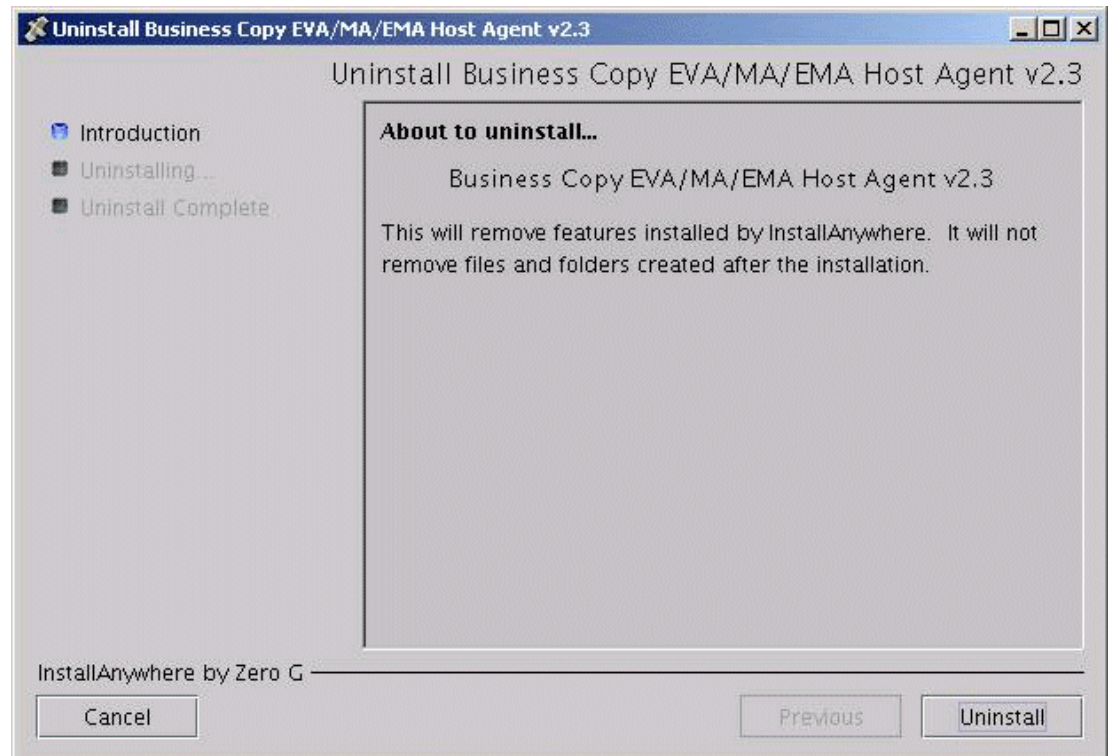 Uninstall Business Copy EVA/MA/EMA Host Agent v2.3
Uninstall Business Copy EVA/MA/EMA Host Agent v2.3
Introduction
Uninstalling...
Uninstall Complete
About to uninstall...
Business Copy EVA/MA/EMA Host Agent v2.3
This will remove features installed by InstallAnywhere. It will not
remove files and folders created after the installation.
InstallAnywhere by Zero G
Cancel
Previous
Uninstall